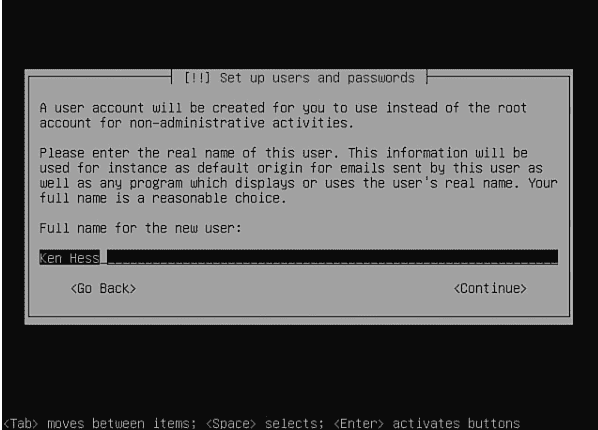 [!!] Set up users and passwords
A user account will be created for you to use instead of the root
account for non-administrative activities.
Please enter the real name of this user. This information will be
used for instance as default origin for emails sent by this user as
well as any program which displays or uses the user's real name. Your
full name is a reasonable choice.
Full name for the new user:
Ken Hess
<Go Back> <Continue>
<Tab> moves between items; <Space> selects; <Enter> activates buttons